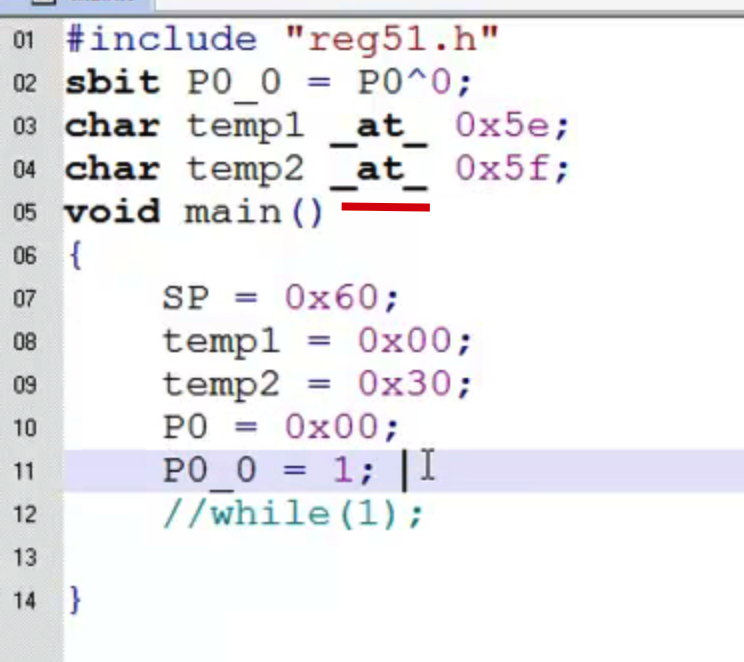 01 #include "reg51.h"
02 sbit P0_0 = P0^0;
03 char temp1 _at_ 0x5e;
04 char temp2 _at_ 0x5f;
05 void main()
06 {
07 SP = 0x60;
08 temp1 = 0x00;
09 temp2 = 0x30;
10 P0 = 0x00;
11 P0_0 = 1;
12 //while(1);
13
14 }